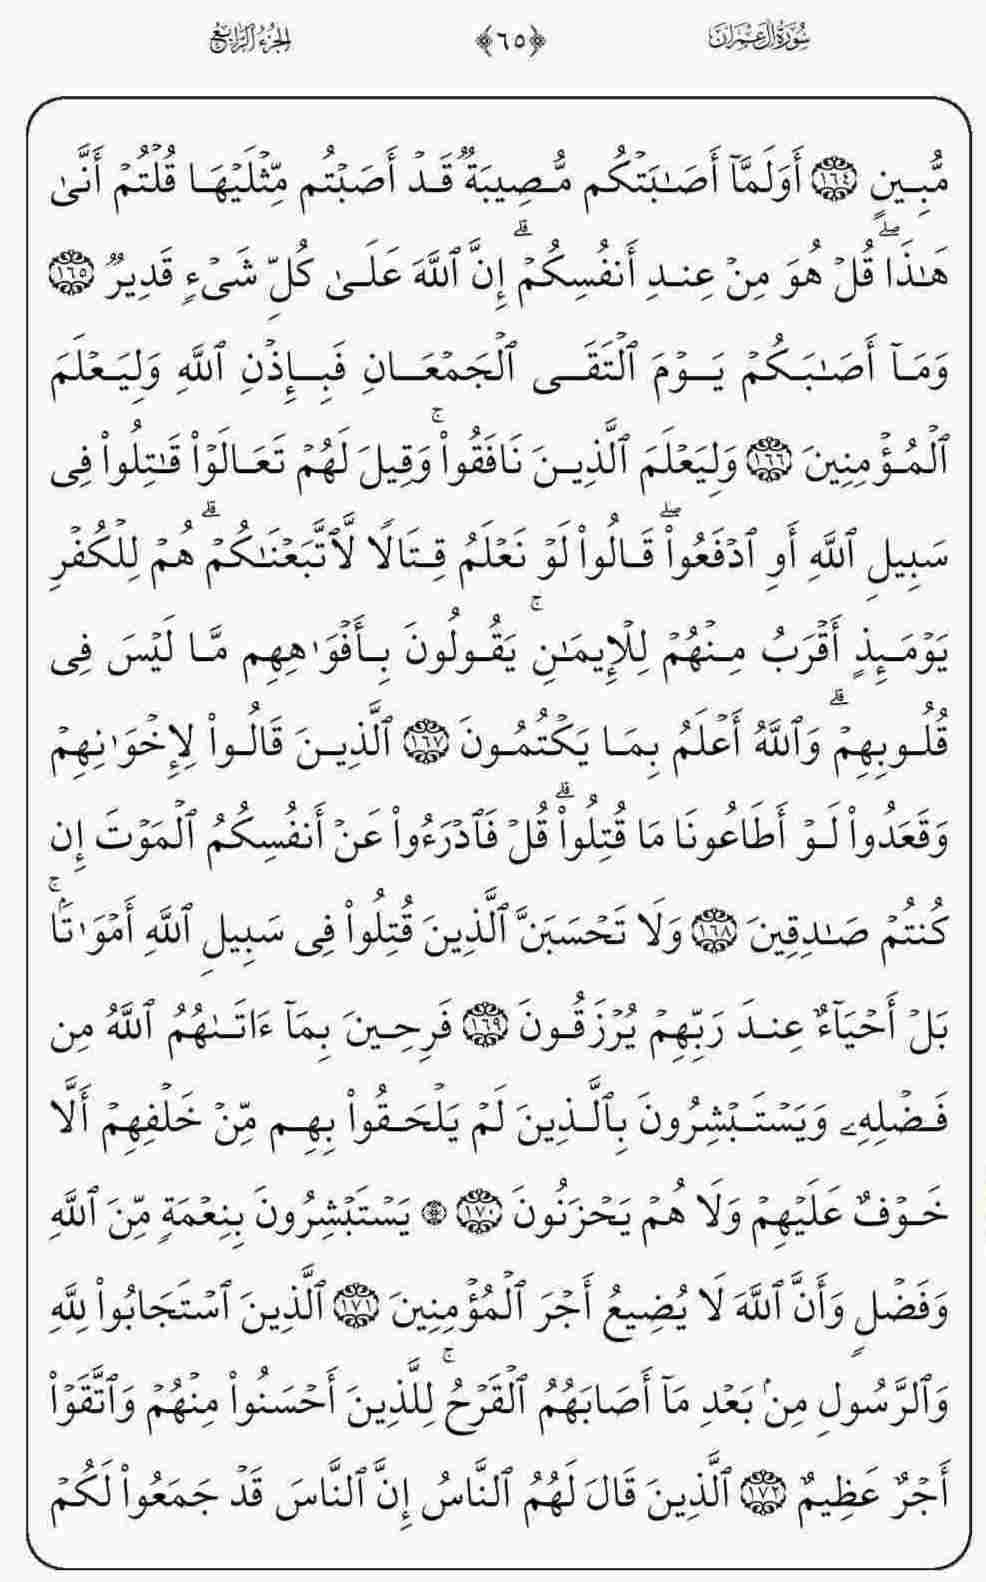 سُورَةُ آلِ عِمْرَانَ ﴿٦٥﴾ الجُزْءُ الرَّابِعُ
مُّبِينٍ ١٦٤ أَوَلَمَّآ أَصَـٰبَتْكُم مُّصِيبَةٌ قَدْ أَصَبْتُم مِّثْلَيْهَا قُلْتُمْ أَنَّىٰ
هَـٰذَا ۖ قُلْ هُوَ مِنْ عِندِ أَنفُسِكُمْ ۗ إِنَّ ٱللَّهَ عَلَىٰ كُلِّ شَىْءٍ قَدِيرٌ ١٦٥
وَمَآ أَصَـٰبَكُمْ يَوْمَ ٱلْتَقَى ٱلْجَمْعَانِ فَبِإِذْنِ ٱللَّهِ وَلِيَعْلَمَ
ٱلْمُؤْمِنِينَ ١٦٦ وَلِيَعْلَمَ ٱلَّذِينَ نَافَقُوا۟ ۚ وَقِيلَ لَهُمْ تَعَالَوْا۟ قَـٰتِلُوا۟ فِى
سَبِيلِ ٱللَّهِ أَوِ ٱدْفَعُوا۟ ۖ قَالُوا۟ لَوْ نَعْلَمُ قِتَالًا لَّٱتَّبَعْنَـٰكُمْ ۗ هُمْ لِلْكُفْرِ
يَوْمَئِذٍ أَقْرَبُ مِنْهُمْ لِلْإِيمَـٰنِ ۚ يَقُولُونَ بِأَفْوَٰهِهِم مَّا لَيْسَ فِى
قُلُوبِهِمْ ۗ وَٱللَّهُ أَعْلَمُ بِمَا يَكْتُمُونَ ١٦٧ ٱلَّذِينَ قَالُوا۟ لِإِخْوَٰنِهِمْ
وَقَعَدُوا۟ لَوْ أَطَاعُونَا مَا قُتِلُوا۟ ۗ قُلْ فَٱدْرَءُوا۟ عَنْ أَنفُسِكُمُ ٱلْمَوْتَ إِن
كُنتُمْ صَـٰدِقِينَ ١٦٨ وَلَا تَحْسَبَنَّ ٱلَّذِينَ قُتِلُوا۟ فِى سَبِيلِ ٱللَّهِ أَمْوَٰتًۢا ۚ
بَلْ أَحْيَآءٌ عِندَ رَبِّهِمْ يُرْزَقُونَ ١٦٩ فَرِحِينَ بِمَآ ءَاتَىٰهُمُ ٱللَّهُ مِن
فَضْلِهِۦ وَيَسْتَبْشِرُونَ بِٱلَّذِينَ لَمْ يَلْحَقُوا۟ بِهِم مِّنْ خَلْفِهِمْ أَلَّا
خَوْفٌ عَلَيْهِمْ وَلَا هُمْ يَحْزَنُونَ ١٧٠ ۞ يَسْتَبْشِرُونَ بِنِعْمَةٍ مِّنَ ٱللَّهِ
وَفَضْلٍ وَأَنَّ ٱللَّهَ لَا يُضِيعُ أَجْرَ ٱلْمُؤْمِنِينَ ١٧١ ٱلَّذِينَ ٱسْتَجَابُوا۟ لِلَّهِ
وَٱلرَّسُولِ مِنۢ بَعْدِ مَآ أَصَابَهُمُ ٱلْقَرْحُ ۚ لِلَّذِينَ أَحْسَنُوا۟ مِنْهُمْ وَٱتَّقَوْا۟
أَجْرٌ عَظِيمٌ ١٧٢ ٱلَّذِينَ قَالَ لَهُمُ ٱلنَّاسُ إِنَّ ٱلنَّاسَ قَدْ جَمَعُوا۟ لَكُمْ